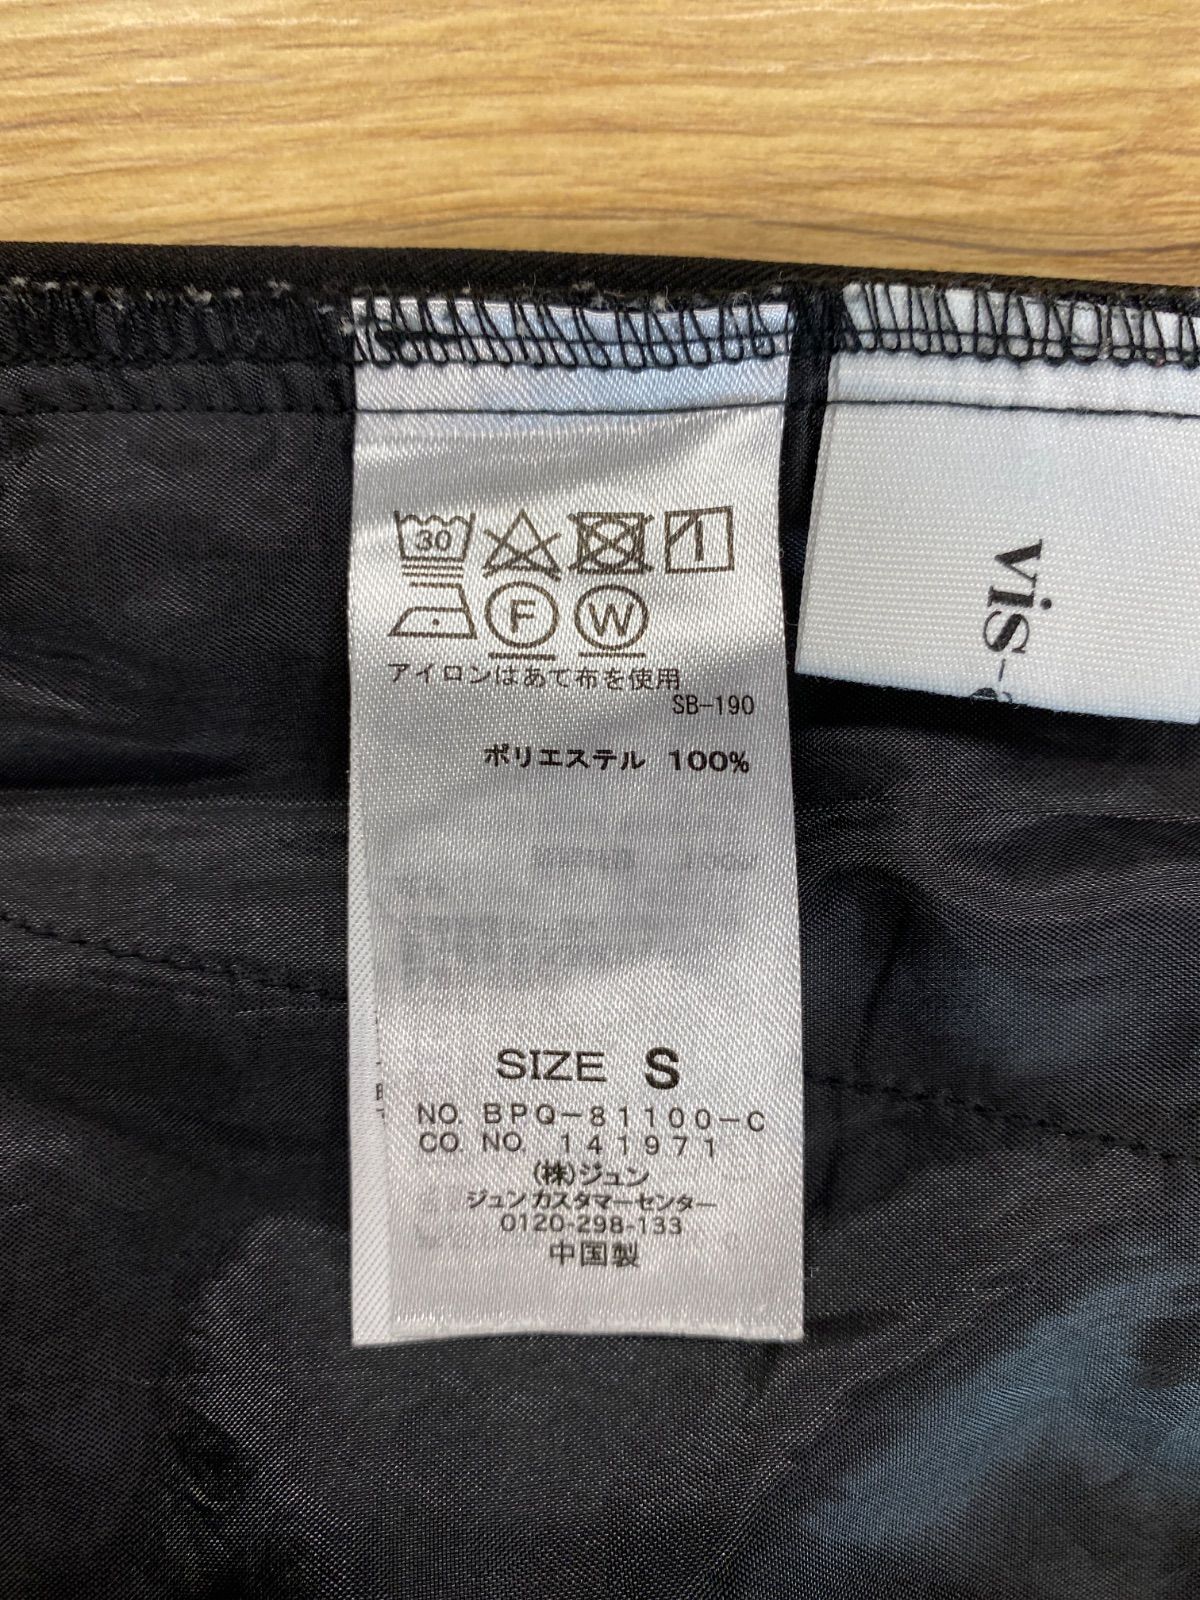 30
F W
アイロンはあて布を使用
SB-190
ポリエステル 100%
SIZE S
NO. BPQ-81100-C
CO. NO. 141971
(株)ジュン
ジュンカスタマーセンター
0120-298-133
中国製
vis-